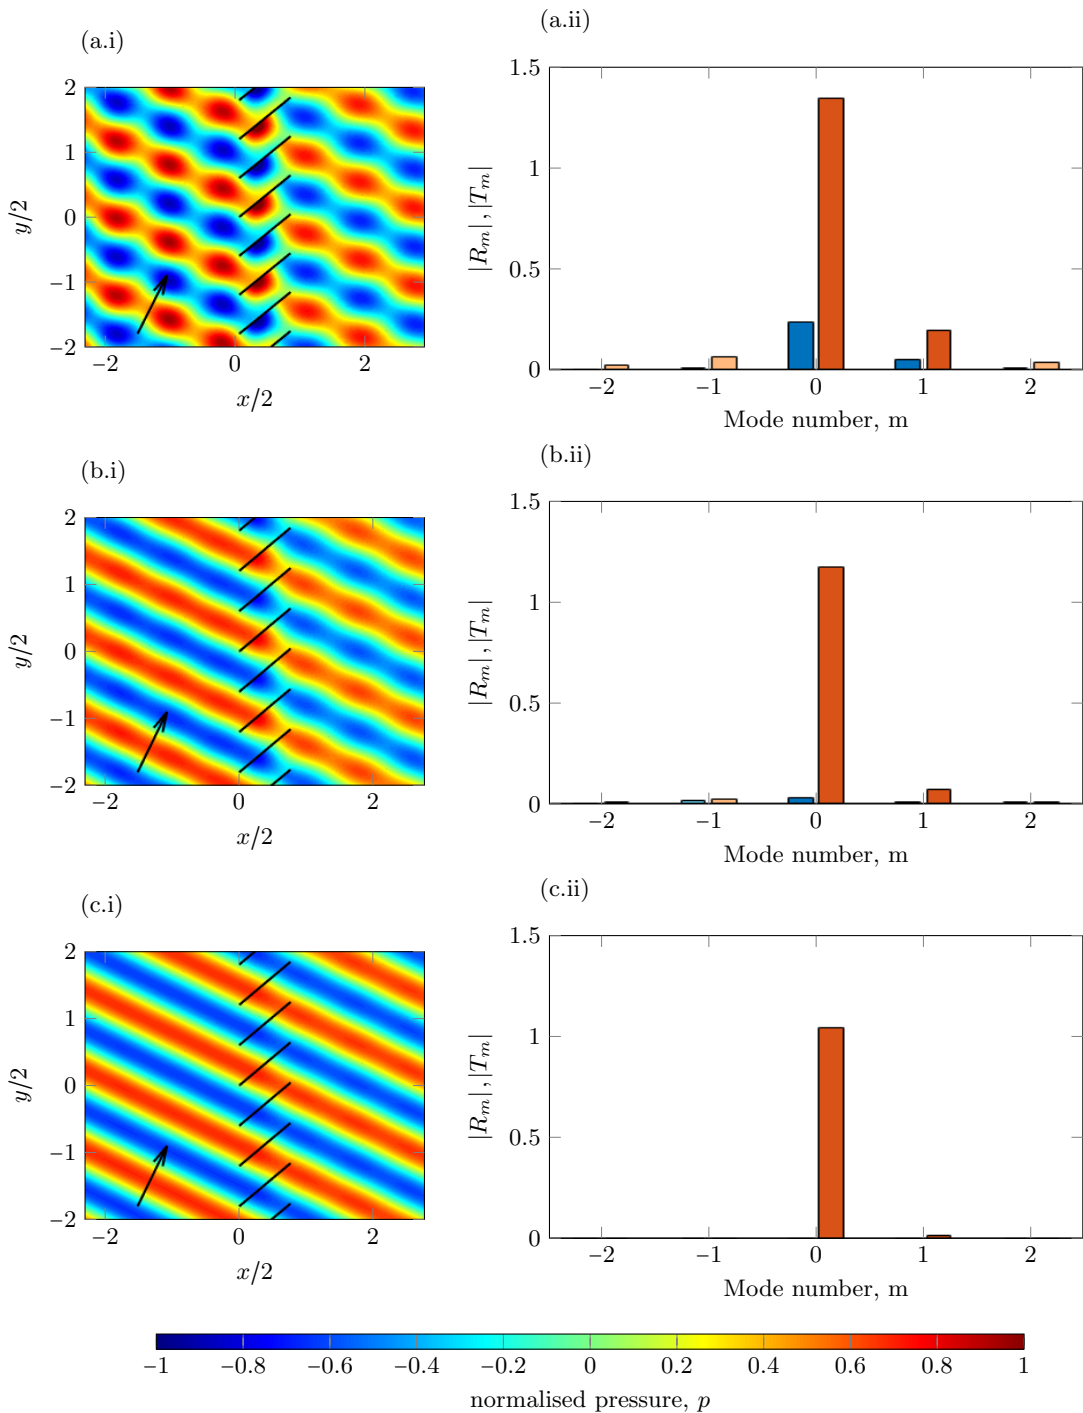 (a.i)
2
1
0
−1
−2
y/2
−2
0
2
x/2
(a.ii)
1.5
1
0.5
0
|R_m|, |T_m|
−2
−1
0
1
2
Mode number, m
(b.i)
2
1
0
−1
−2
y/2
−2
0
2
x/2
(b.ii)
1.5
1
0.5
0
|R_m|, |T_m|
−2
−1
0
1
2
Mode number, m
(c.i)
2
1
0
−1
−2
y/2
−2
0
2
x/2
(c.ii)
1.5
1
0.5
0
|R_m|, |T_m|
−2
−1
0
1
2
Mode number, m
−1 −0.8 −0.6 −0.4 −0.2 0 0.2 0.4 0.6 0.8 1
normalised pressure, p